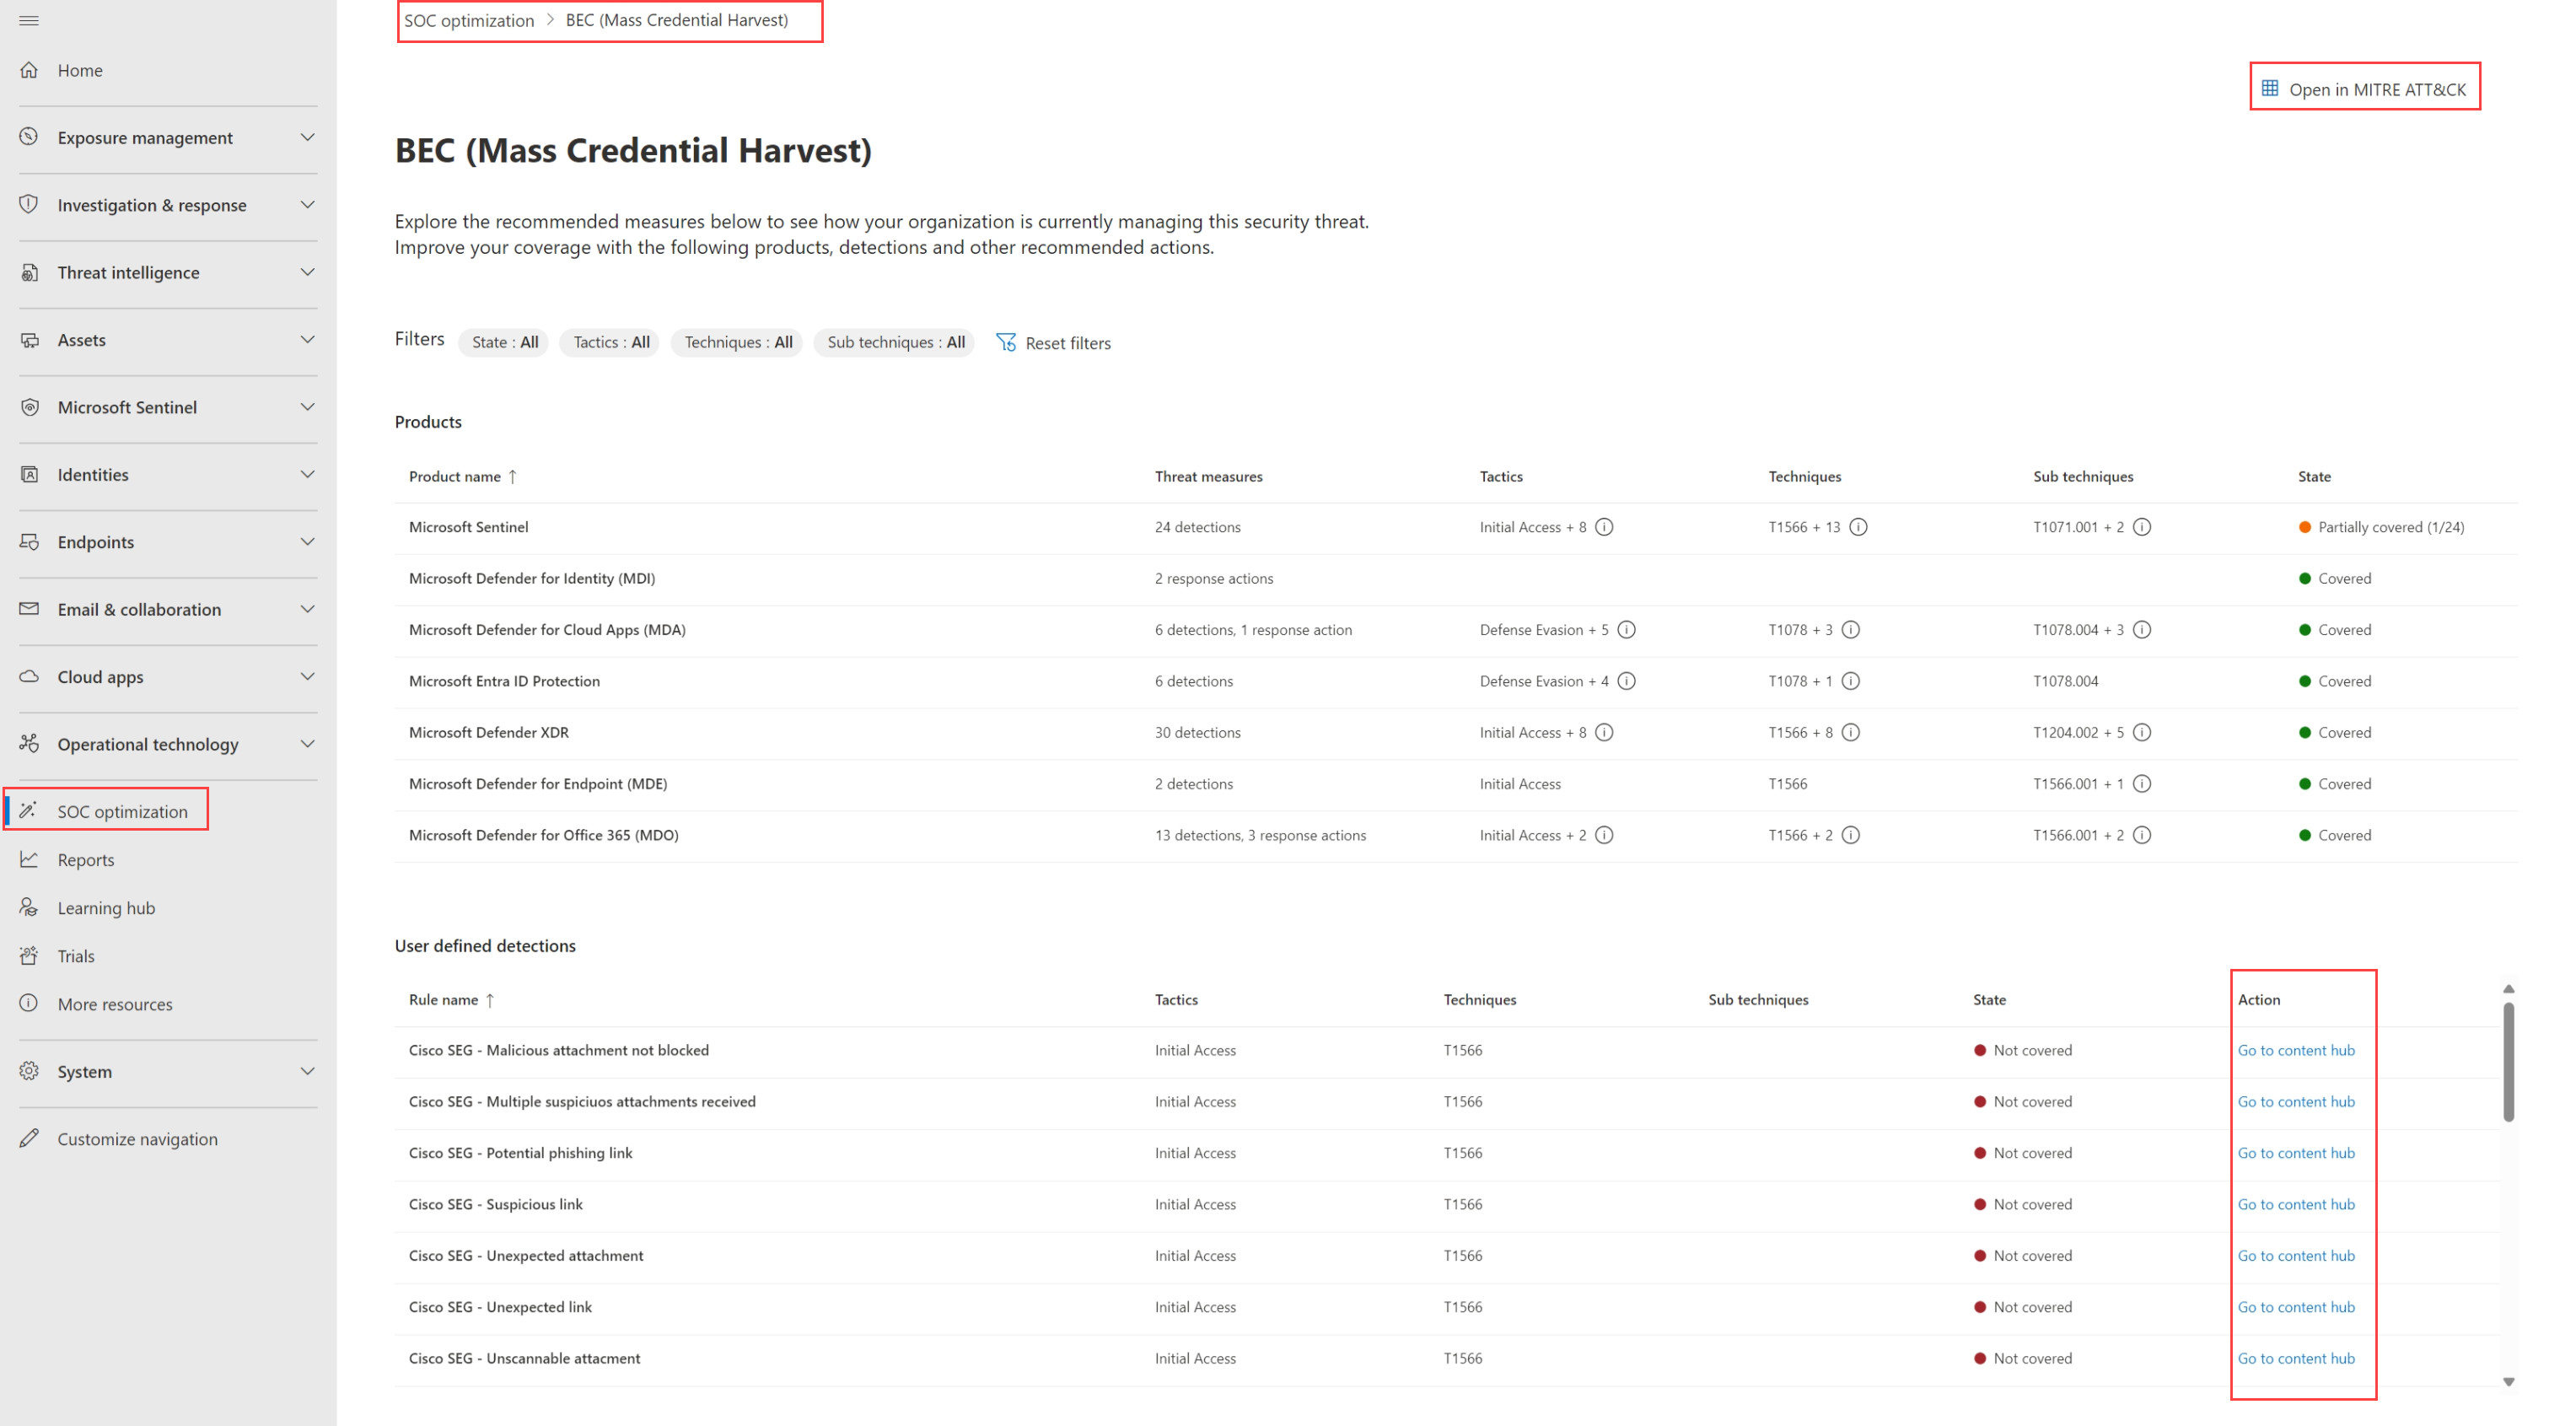 SOC optimization > BEC (Mass Credential Harvest)
Home
Exposure management
Investigation & response
Threat intelligence
Assets
Microsoft Sentinel
Identities
Endpoints
Email & collaboration
Cloud apps
Operational technology
SOC optimization
Reports
Learning hub
Trials
More resources
System
Customize navigation
Open in MITRE ATT&CK
BEC (Mass Credential Harvest)
Explore the recommended measures below to see how your organization is currently managing this security threat.
Improve your coverage with the following products, detections and other recommended actions.
Filters State : All Tactics : All Techniques : All Sub techniques : All Reset filters
Products
Product name ↑ Threat measures Tactics Techniques Sub techniques State
Microsoft Sentinel 24 detections Initial Access + 8 T1566 + 13 T1071.001 + 2 Partially covered (1/24)
Microsoft Defender for Identity (MDI) 2 response actions Covered
Microsoft Defender for Cloud Apps (MDA) 6 detections, 1 response action Defense Evasion + 5 T1078 + 3 T1078.004 + 3 Covered
Microsoft Entra ID Protection 6 detections Defense Evasion + 4 T1078 + 1 T1078.004 Covered
Microsoft Defender XDR 30 detections Initial Access + 8 T1566 + 8 T1204.002 + 5 Covered
Microsoft Defender for Endpoint (MDE) 2 detections Initial Access T1566 T1566.001 + 1 Covered
Microsoft Defender for Office 365 (MDO) 13 detections, 3 response actions Initial Access + 2 T1566 + 2 T1566.001 + 2 Covered
User defined detections
Rule name ↑ Tactics Techniques Sub techniques State Action
Cisco SEG - Malicious attachment not blocked Initial Access T1566 Not covered Go to content hub
Cisco SEG - Multiple suspiciuos attachments received Initial Access T1566 Not covered Go to content hub
Cisco SEG - Potential phishing link Initial Access T1566 Not covered Go to content hub
Cisco SEG - Suspicious link Initial Access T1566 Not covered Go to content hub
Cisco SEG - Unexpected attachment Initial Access T1566 Not covered Go to content hub
Cisco SEG - Unexpected link Initial Access T1566 Not covered Go to content hub
Cisco SEG - Unscannable attacment Initial Access T1566 Not covered Go to content hub